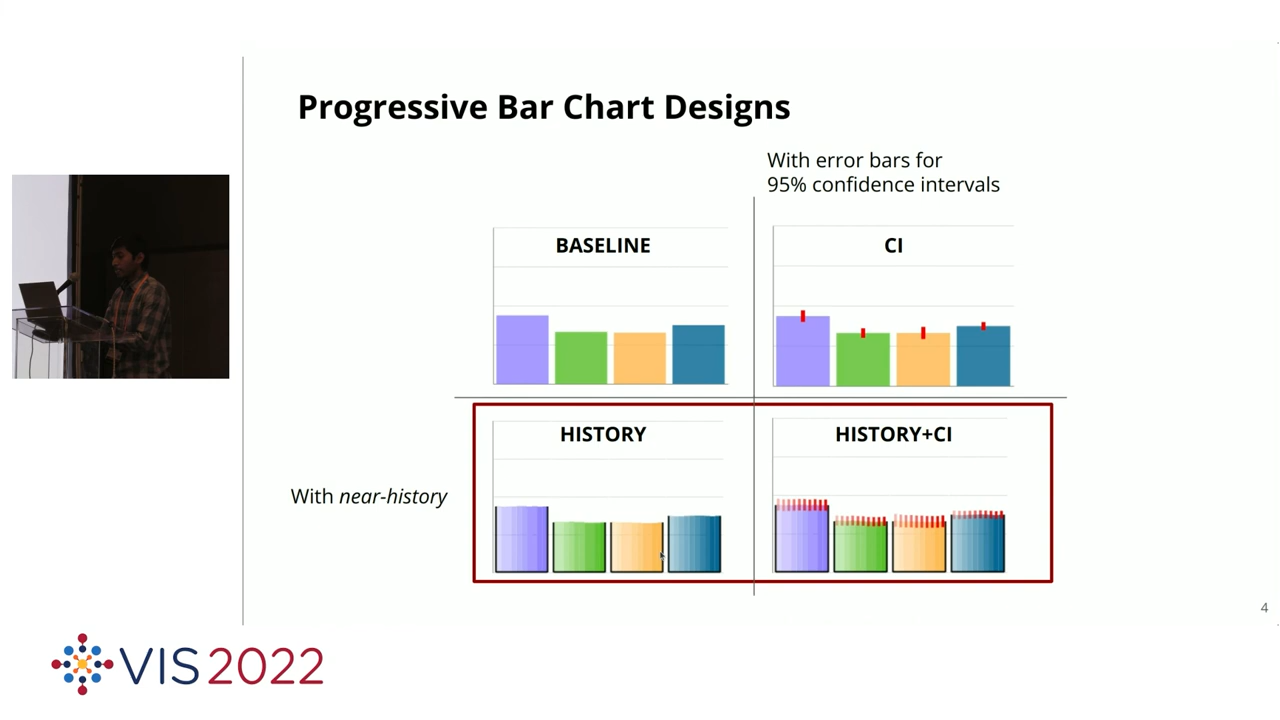 Progressive Bar Chart Designs
With error bars for
95% confidence intervals
BASELINE
CI
With near-history
HISTORY
HISTORY+CI
4
VIS2022